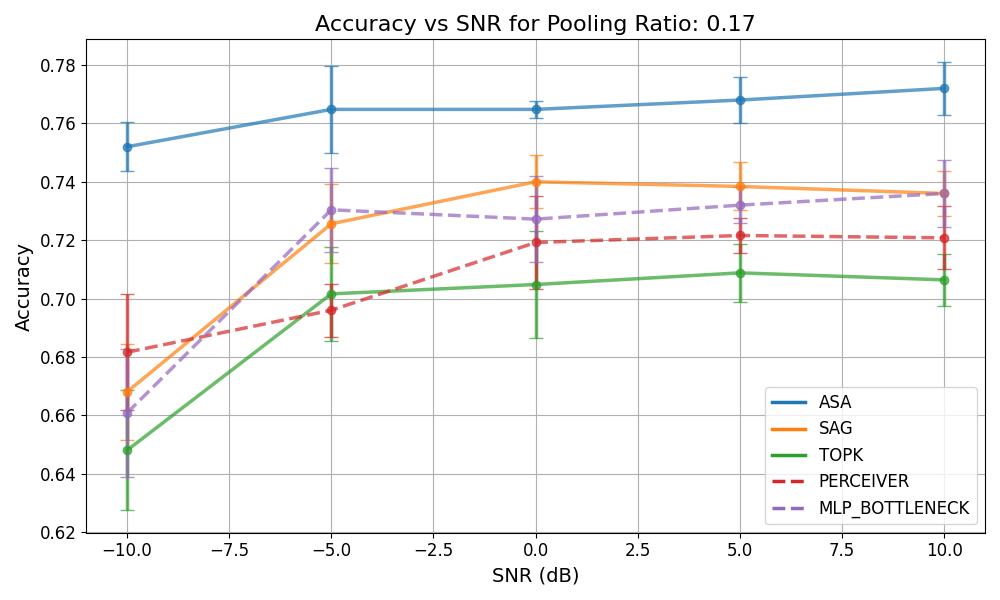 Accuracy vs SNR for Pooling Ratio: 0.17
Accuracy
0.78
0.76
0.74
0.72
0.70
0.68
0.66
0.64
0.62
ASA
SAG
TOPK
PERCEIVER
MLP_BOTTLENECK
−10.0 −7.5 −5.0 −2.5 0.0 2.5 5.0 7.5 10.0
SNR (dB)